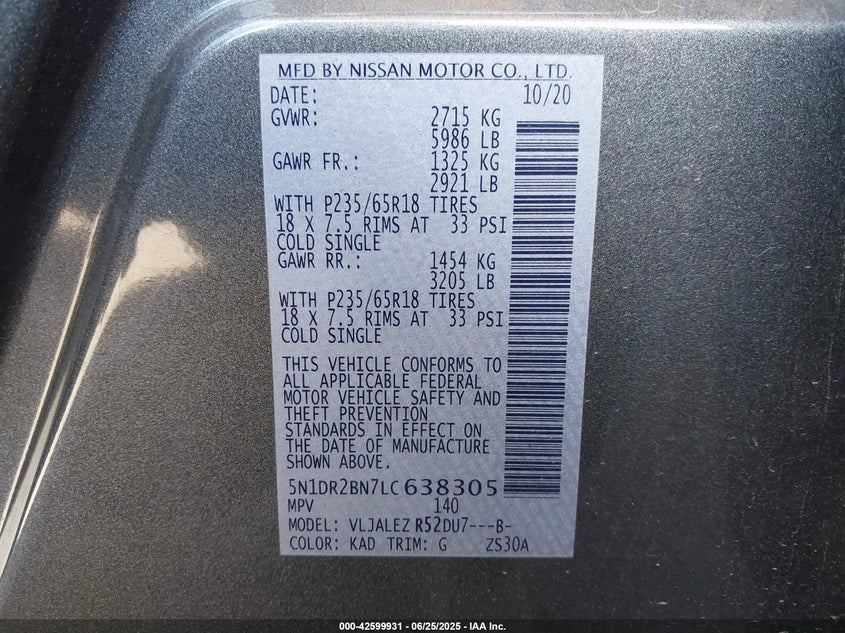 MFD BY NISSAN MOTOR CO., LTD.
DATE: 10/20
GVWR: 2715 KG
5986 LB
GAWR FR.: 1325 KG
2921 LB
WITH P235/65R18 TIRES
18 X 7.5 RIMS AT 33 PSI
COLD SINGLE
GAWR RR.: 1454 KG
3205 LB
WITH P235/65R18 TIRES
18 X 7.5 RIMS AT 33 PSI
COLD SINGLE
THIS VEHICLE CONFORMS TO
ALL APPLICABLE FEDERAL
MOTOR VEHICLE SAFETY AND
THEFT PREVENTION
STANDARDS IN EFFECT ON
THE DATE OF MANUFACTURE
SHOWN ABOVE.
5N1DR2BN7LC638305
MPV 140
MODEL: VLJALEZ R52DU7---B-
COLOR: KAD TRIM: G ZS30A
000-42599931 - 06/25/2025 - IAA Inc.